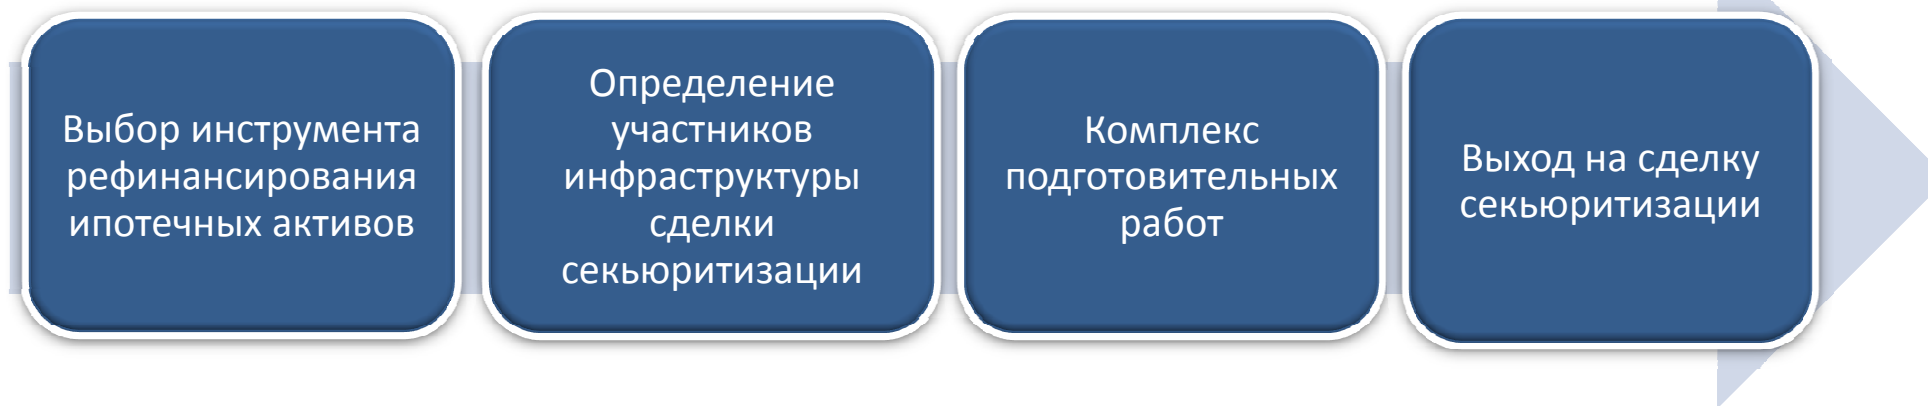 Выбор инструмента
рефинансирования
ипотечных активов
Определение
участников
инфраструктуры
сделки
секьюритизации
Комплекс
подготовительных
работ
Выход на сделку
секьюритизации